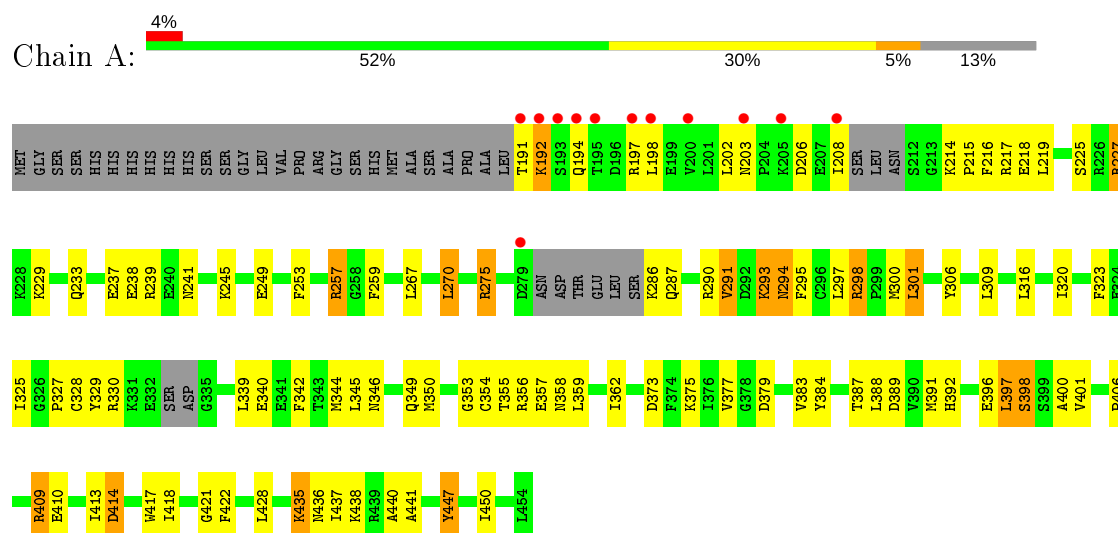 4%
Chain A:
52% 30% 5% 13%
MET GLY SER SER HIS HIS HIS HIS HIS HIS SER SER GLY LEU VAL PRO ARG GLY SER HIS MET ALA SER ALA PRO ALA LEU T191 K192 S193 Q194 T195 D196 R197 L198 E199 V200 L201 L202 N203 P204 K205 D206 E207 I208 SER LEU ASN S212 G213 K214 P215 F216 R217 E218 L219 S225 R226
K228 K229 Q233 E237 E238 R239 E240 N241 K245 E249 F253 R257 G258 F259 L267 L270 R275 D279 ASN ASP THR GLU LEU SER K286 Q287 R290 V291 D292 K293 N294 F295 C296 L297 R298 P299 M300 L301 Y306 L309 L316 I320 F323
I325 G326 P327 C328 Y329 R330 K331 E332 SER ASP G335 L339 E340 E341 F342 T343 M344 L345 N346 Q349 M350 G353 C354 T355 R356 E357 N358 L359 I362 D373 F374 K375 I376 V377 G378 D379 V383 Y384 T387 L388 D389 V390 M391 H392 E396 L397 S398 S399 A400 V401
R409 E410 I413 D414 W417 I418 G421 F422 L428 K435 N436 I437 K438 R439 A440 A441 Y447 I450 L454